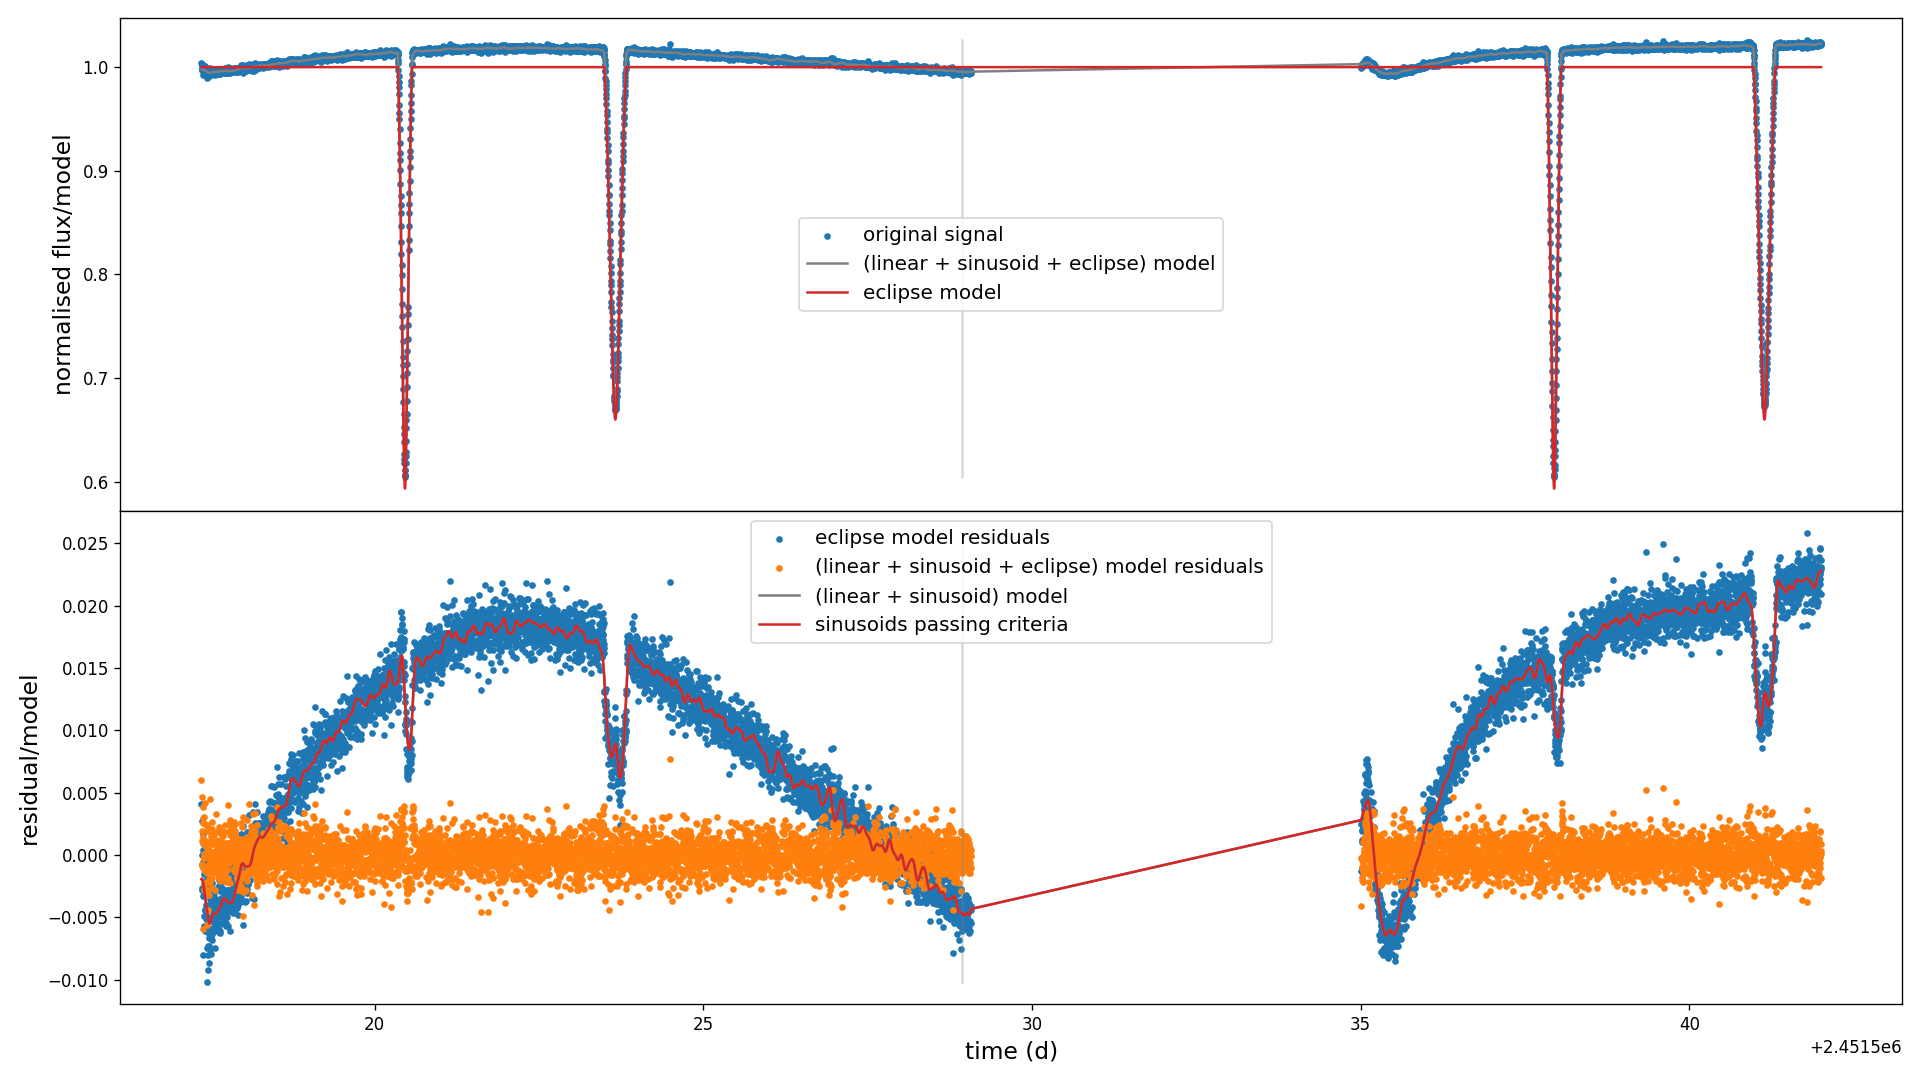 1.0
0.9
0.8
0.7
0.6
normalised flux/model
original signal
(linear + sinusoid + eclipse) model
eclipse model
0.025
0.020
0.015
0.010
0.005
0.000
−0.005
−0.010
residual/model
eclipse model residuals
(linear + sinusoid + eclipse) model residuals
(linear + sinusoid) model
sinusoids passing criteria
20
25
30
35
40
time (d)
+2.4515e6